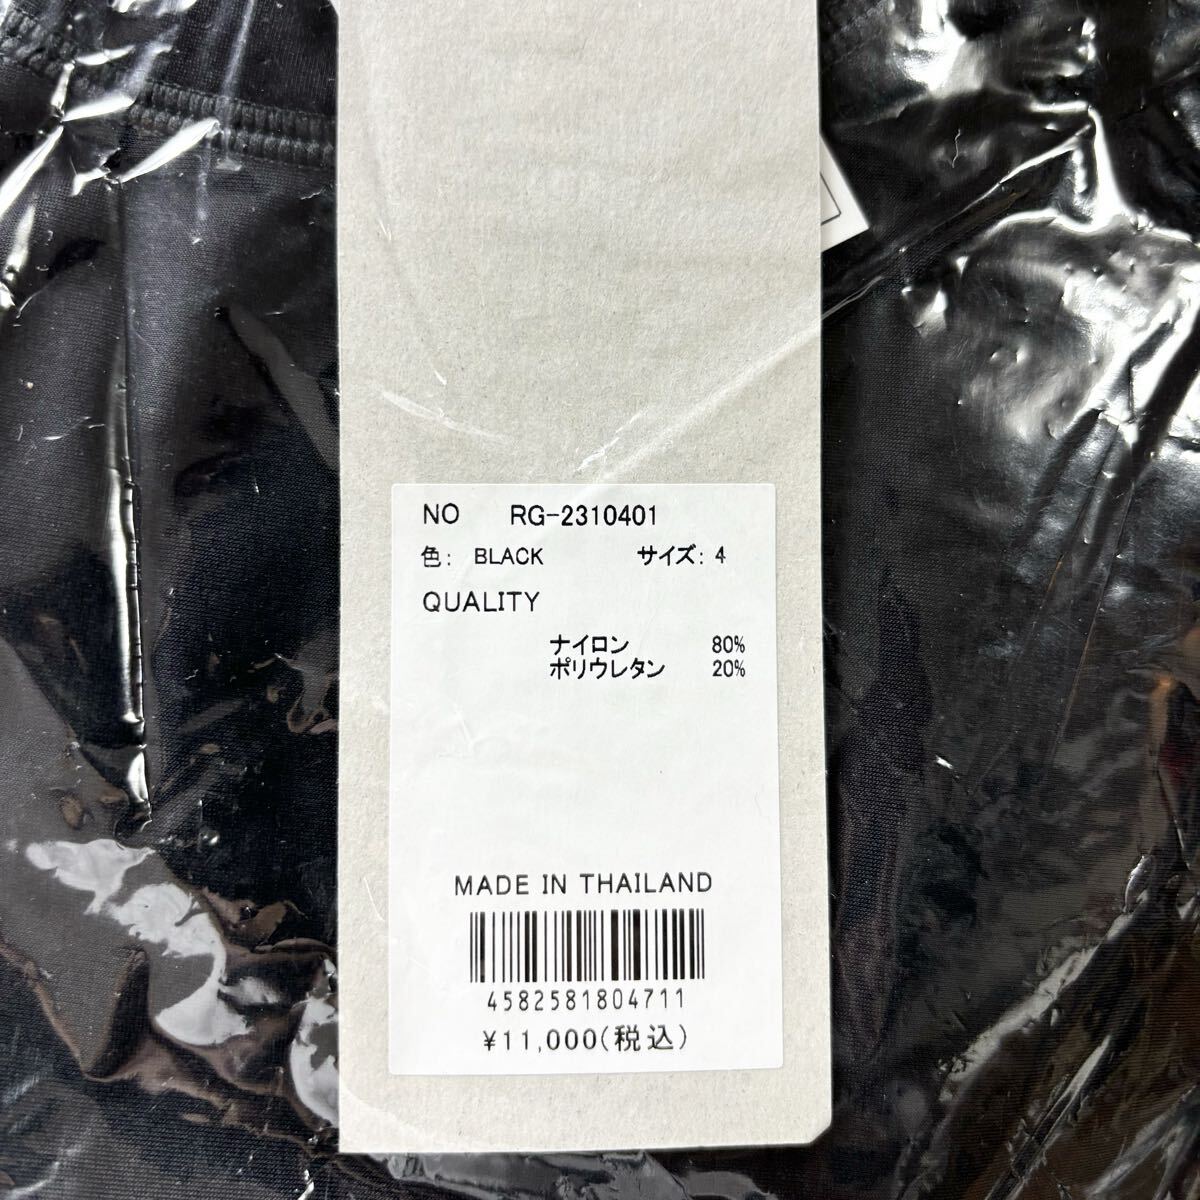 NO RG-2310401
色: BLACK サイズ: 4
QUALITY
ナイロン 80%
ポリウレタン 20%
MADE IN THAILAND
4582581804711
¥11,000(税込)